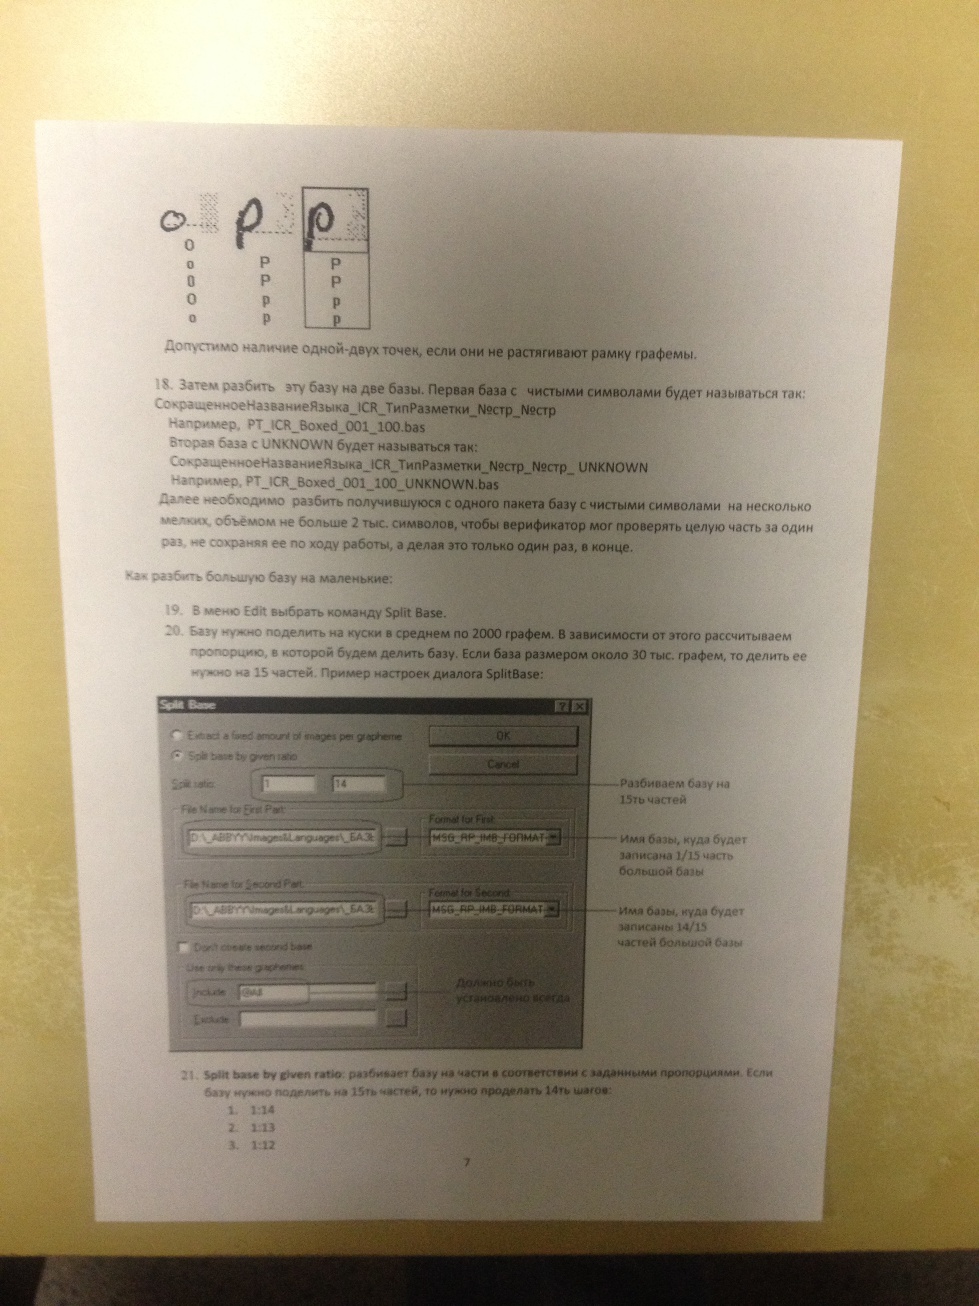 o p p
O
o P P
0 P P
O p p
o p p
Допустимо наличие одной-двух точек, если они не растягивают рамку графемы.
18. Затем разбить эту базу на две базы. Первая база с чистыми символами будет называться так:
СокращенноеНазваниеЯзыка_ICR_ТипРазметки_№стр_№стр
Например, PT_ICR_Boxed_001_100.bas
Вторая база с UNKNOWN будет называться так:
СокращенноеНазваниеЯзыка_ICR_ТипРазметки_№стр_№стр_ UNKNOWN
Например, PT_ICR_Boxed_001_100_UNKNOWN.bas
Далее необходимо разбить получившуюся с одного пакета базу с чистыми символами на несколько
мелких, объёмом не больше 2 тыс. символов, чтобы верификатор мог проверять целую часть за один
раз, не сохраняя ее по ходу работы, а делая это только один раз, в конце.
Как разбить большую базу на маленькие:
19. В меню Edit выбрать команду Split Base.
20. Базу нужно поделить на куски в среднем по 2000 графем. В зависимости от этого рассчитываем
пропорцию, в которой будем делить базу. Если база размером около 30 тыс. графем, то делить ее
нужно на 15 частей. Пример настроек диалога SplitBase:
Split Base
Extract a fixed amount of images per grapheme
OK
Split base by given ratio
Cancel
Split ratio: 1 14
Разбиваем базу на
15ть частей
File Name for First Part:
Format for First:
D:\_ABBYY\Images&Languages\_БАЗЫ
MSG_RP_IMB_FORMAT
Имя базы, куда будет
записана 1/15 часть
большой базы
File Name for Second Part:
Format for Second:
D:\_ABBYY\Images&Languages\_БАЗЫ
MSG_RP_IMB_FORMAT
Имя базы, куда будет
записаны 14/15
частей большой базы
Don't create second base
Use only these graphemes:
Include: @All
Должно быть
установлено всегда
Exclude:
21. Split base by given ratio: разбивает базу на части в соответствии с заданными пропорциями. Если
базу нужно поделить на 15ть частей, то нужно проделать 14ть шагов:
1. 1:14
2. 1:13
3. 1:12
7